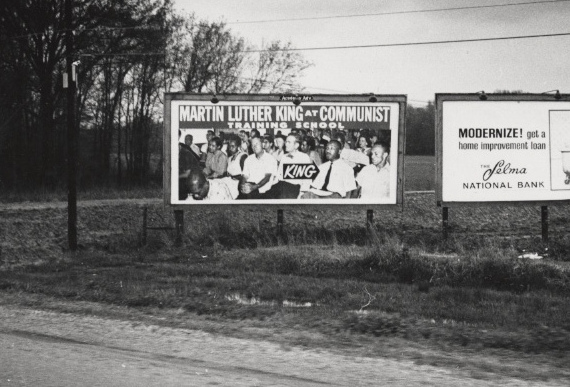 MARTIN LUTHER KING AT COMMUNIST
TRAINING SCHOOL
KING
MODERNIZE! get a
home improvement loan
THE Selma
NATIONAL BANK